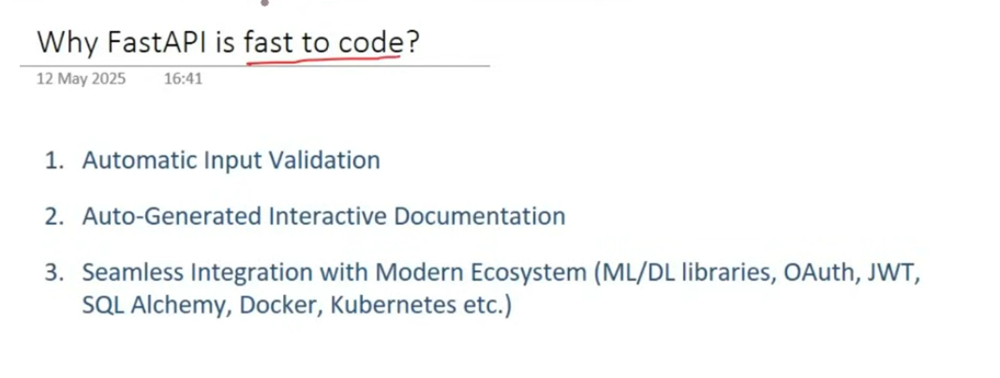 Why FastAPI is fast to code?
12 May 2025 16:41
1. Automatic Input Validation
2. Auto-Generated Interactive Documentation
3. Seamless Integration with Modern Ecosystem (ML/DL libraries, OAuth, JWT,
SQL Alchemy, Docker, Kubernetes etc.)